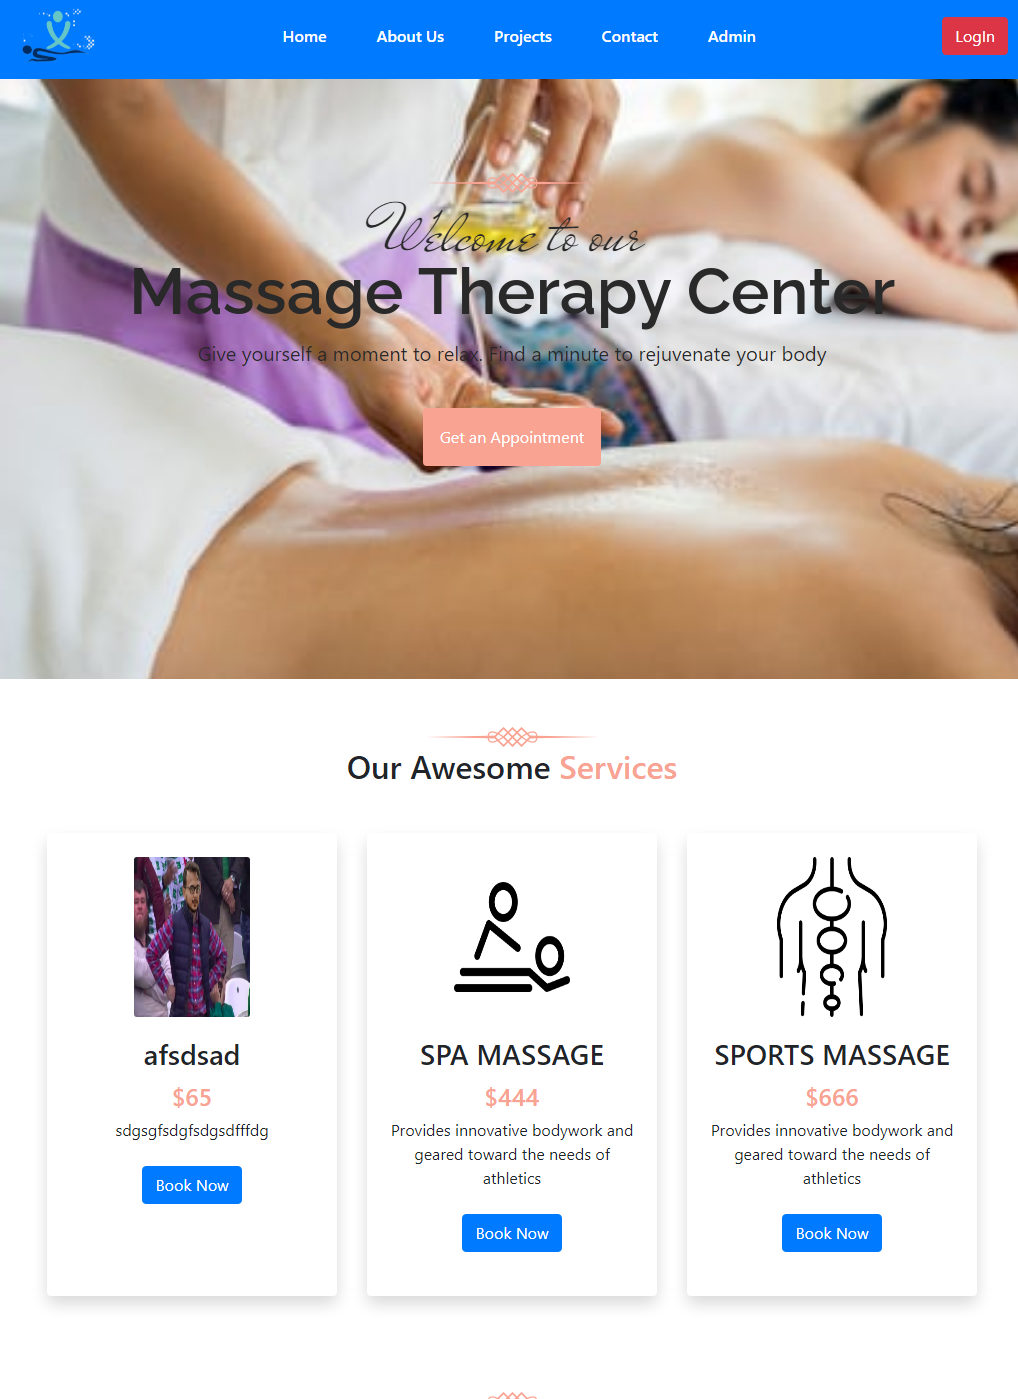 Home About Us Projects Contact Admin LogIn
Welcome to our
Massage Therapy Center
Give yourself a moment to relax. Find a minute to rejuvenate your body
Get an Appointment
Our Awesome Services
afsdsad
$65
sdgsgfsdgfsdgsdfffdg
Book Now
SPA MASSAGE
$444
Provides innovative bodywork and
geared toward the needs of
athletics
Book Now
SPORTS MASSAGE
$666
Provides innovative bodywork and
geared toward the needs of
athletics
Book Now